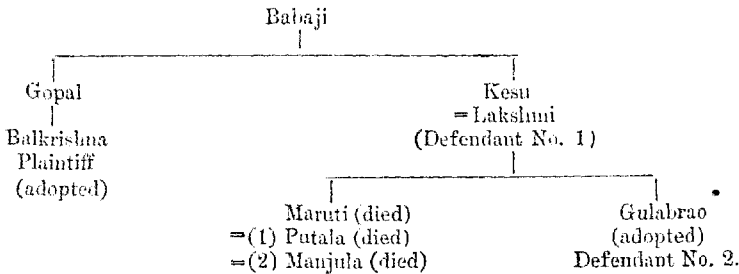 Babaji
Gopal
Balkrishna
Plaintiff
(adopted)
Kesu
=Lakshmi
(Defendant No. 1)
Maruti (died)
=(1) Putala (died)
=(2) Manjula (died)
Gulabrao
(adopted)
Defendant No. 2.